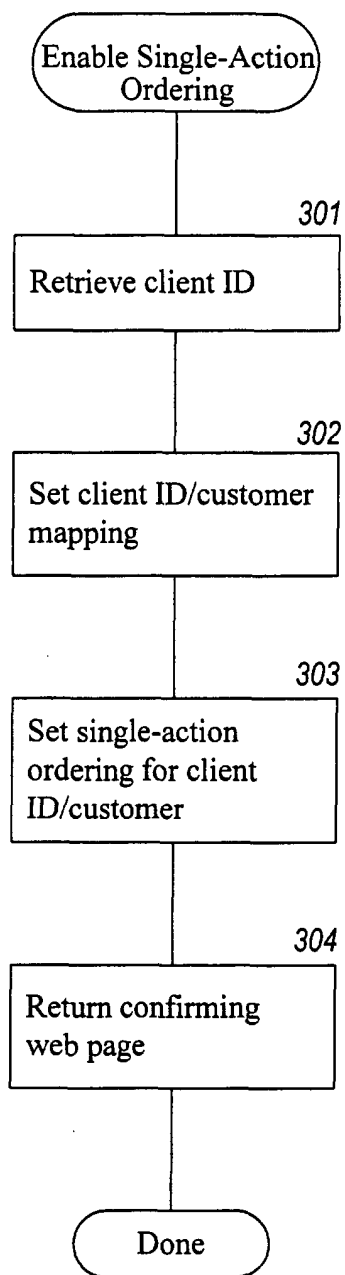 Enable Single-Action
Ordering
301
Retrieve client ID
302
Set client ID/customer
mapping
303
Set single-action
ordering for client
ID/customer
304
Return confirming
web page
Done